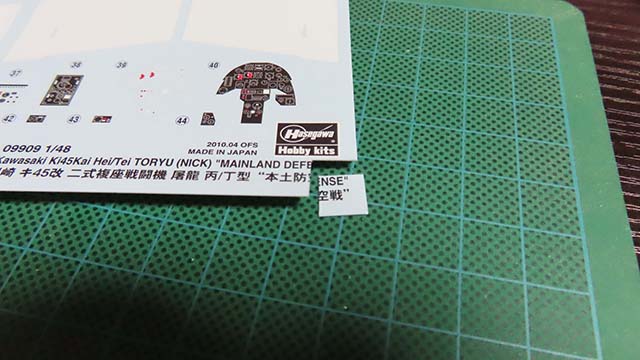 37
38
39
40
42
43
44
09909 1/48
2010.04 OFS
MADE IN JAPAN
Hasegawa
Hobby kits
Kawasaki Ki45Kai Hei/Tei TORYU (NICK) "MAINLAND DEFE
ENSE"
崎 キ45改 二式複座戦闘機 屠龍 丙/丁型 “本土防
空戦”